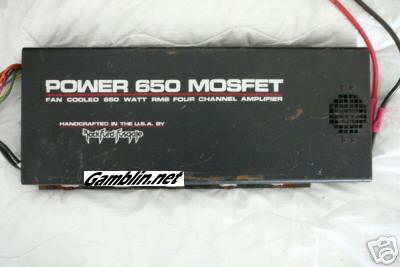 POWER 650 MOSFET
FAN COOLED 650 WATT RMS FOUR CHANNEL AMPLIFIER
HANDCRAFTED IN THE U.S.A. BY
Rockford Fosgate
Gamblin.net